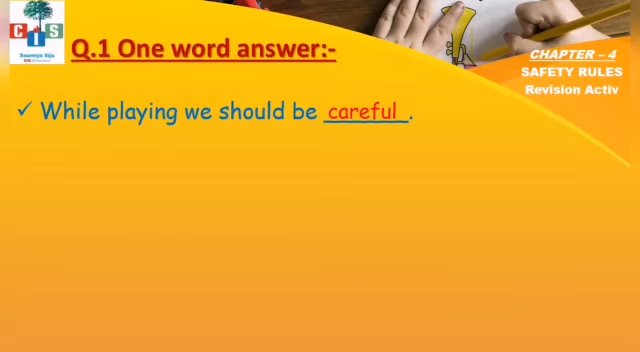 CIS
Q.1 One word answer:-
CHAPTER – 4
SAFETY RULES
Revision Activ
✓ While playing we should be careful.